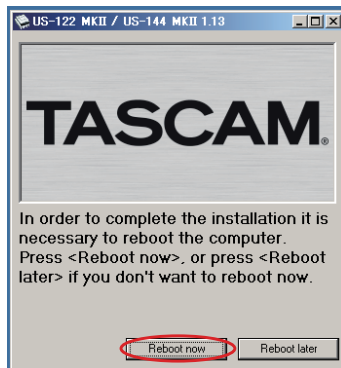 US-122 MKII / US-144 MKII 1.13
TASCAM®
In order to complete the installation it is
necessary to reboot the computer.
Press <Reboot now>, or press <Reboot
later> if you don't want to reboot now.
Reboot now Reboot later